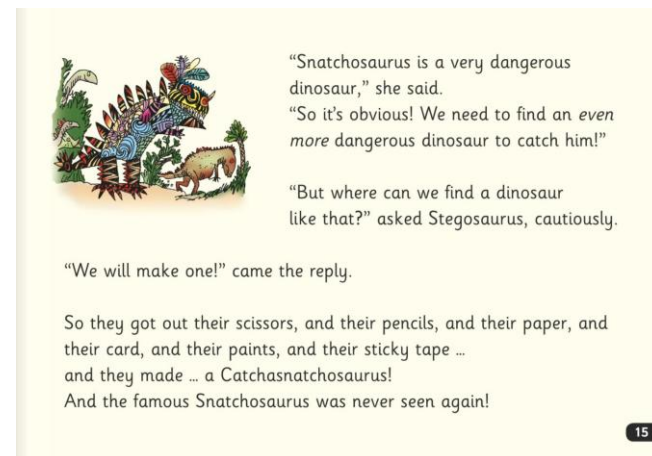 “Snatchosaurus is a very dangerous
dinosaur,” she said.
“So it’s obvious! We need to find an even
more dangerous dinosaur to catch him!”
“But where can we find a dinosaur
like that?” asked Stegosaurus, cautiously.
“We will make one!” came the reply.
So they got out their scissors, and their pencils, and their paper, and
their card, and their paints, and their sticky tape ...
and they made ... a Catchasnatchosaurus!
And the famous Snatchosaurus was never seen again!
15